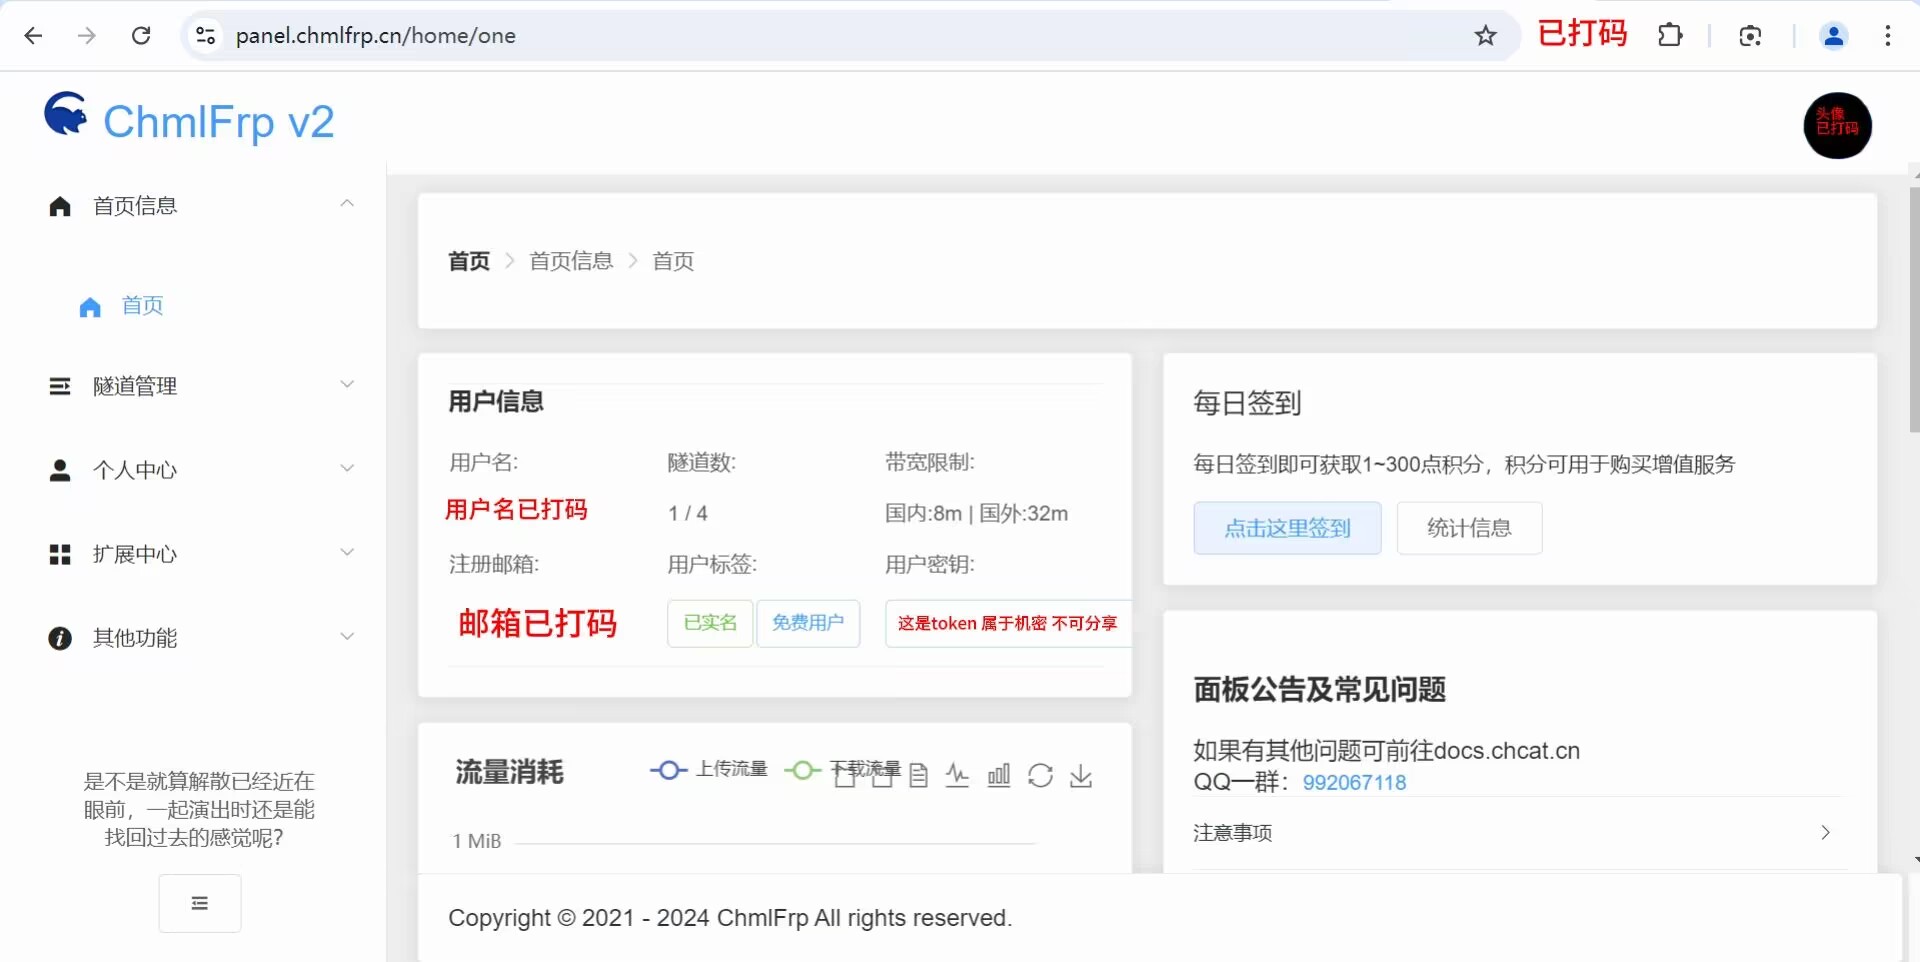 panel.chmlfrp.cn/home/one
已打码
ChmlFrp v2
头像
已打码
首页信息
首页
隧道管理
个人中心
扩展中心
其他功能
是不是就算解散已经近在
眼前，一起演出时还是能
找回过去的感觉呢？
首页 > 首页信息 > 首页
用户信息
用户名:
隧道数:
带宽限制:
用户名已打码
1 / 4
国内:8m | 国外:32m
注册邮箱:
用户标签:
用户密钥:
邮箱已打码
已实名
免费用户
这是token 属于机密 不可分享
每日签到
每日签到即可获取1~300点积分，积分可用于购买增值服务
点击这里签到
统计信息
流量消耗
上传流量
下载流量
1 MiB
面板公告及常见问题
如果有其他问题可前往docs.chcat.cn
QQ一群：992067118
注意事项
Copyright © 2021 - 2024 ChmlFrp All rights reserved.